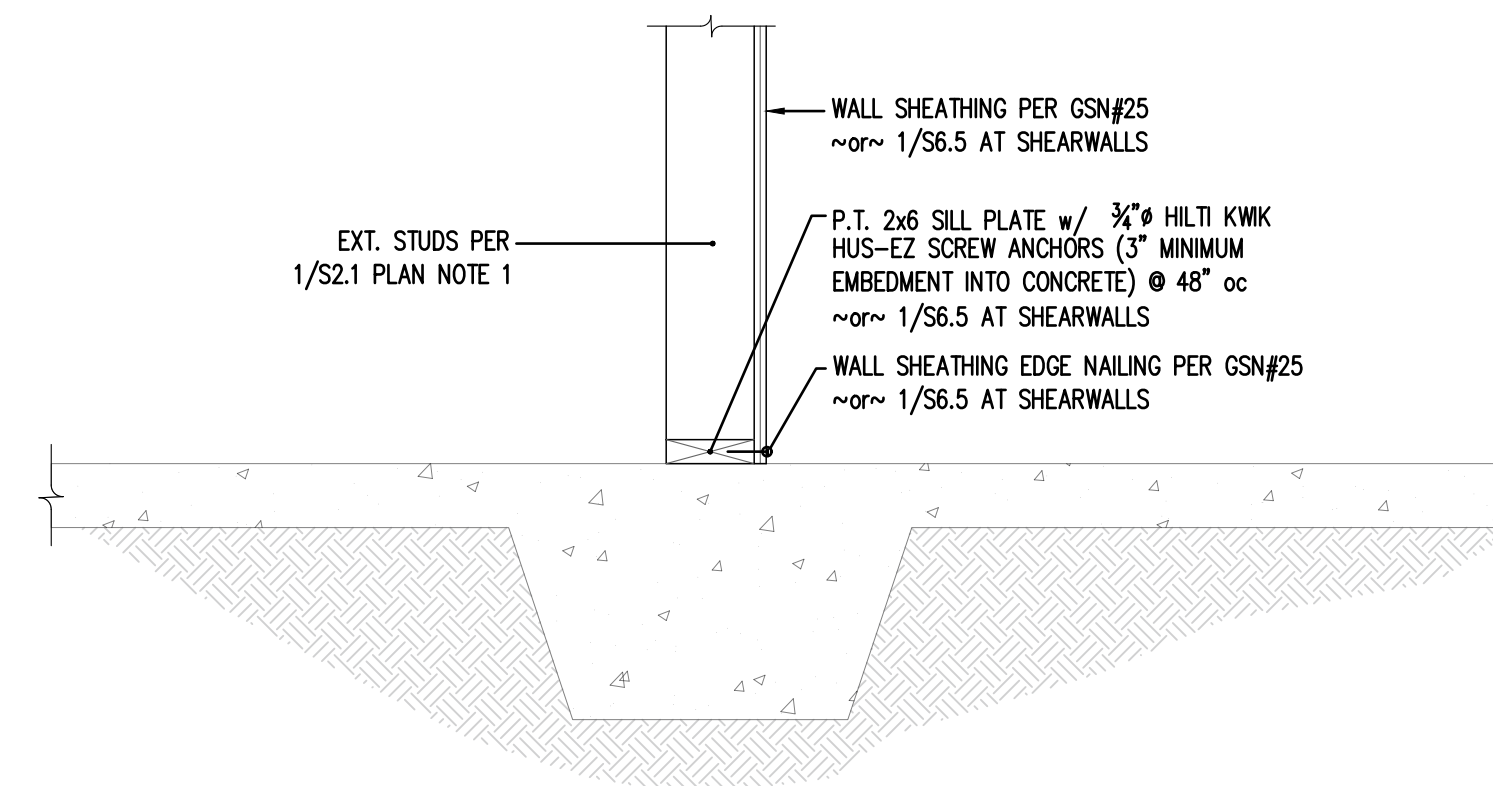 WALL SHEATHING PER GSN#25
~or~ 1/S6.5 AT SHEARWALLS
EXT. STUDS PER
1/S2.1 PLAN NOTE 1
P.T. 2x6 SILL PLATE w/ ¾"ø HILTI KWIK
HUS-EZ SCREW ANCHORS (3" MINIMUM
EMBEDMENT INTO CONCRETE) @ 48" oc
~or~ 1/S6.5 AT SHEARWALLS
WALL SHEATHING EDGE NAILING PER GSN#25
~or~ 1/S6.5 AT SHEARWALLS